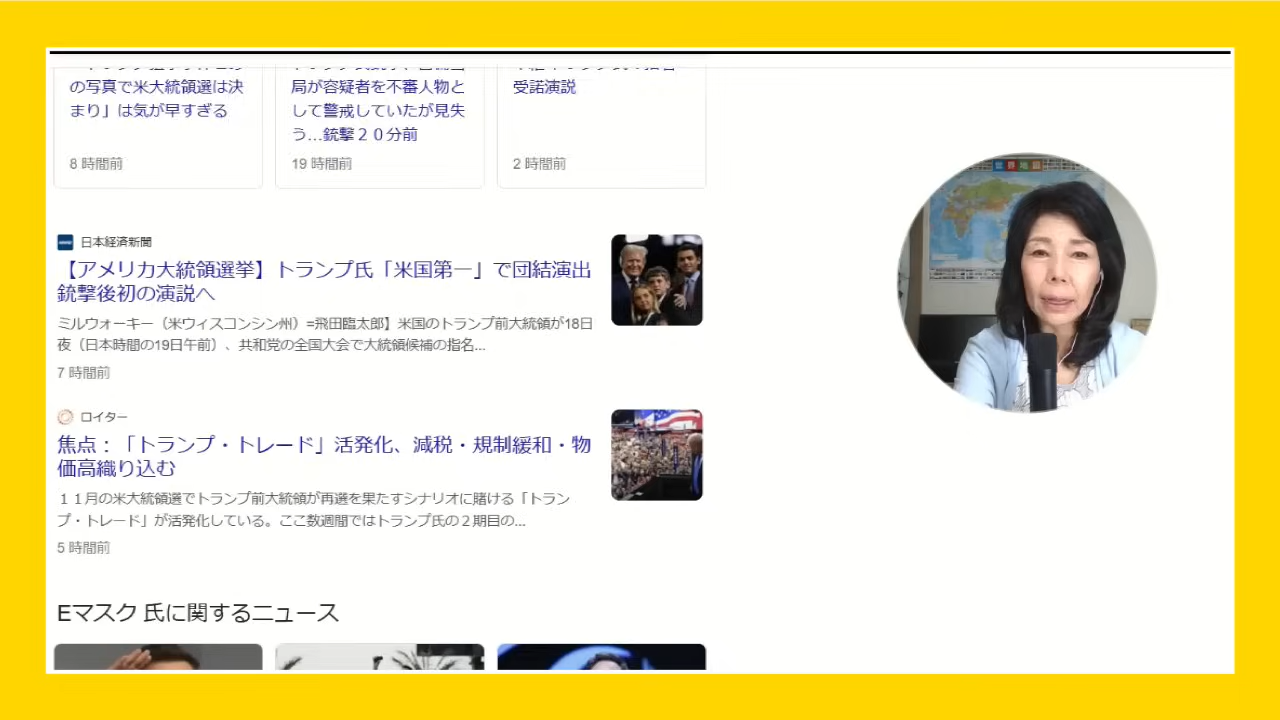 の写真で米大統領選は決
まり」は気が早すぎる
8 時間前
局が容疑者を不審人物と
して警戒していたが見失
う…銃撃２０分前
19 時間前
受諾演説
2 時間前
日本経済新聞
【アメリカ大統領選挙】トランプ氏「米国第一」で団結演出
銃撃後初の演説へ
ミルウォーキー（米ウィスコンシン州）=飛田臨太郎】米国のトランプ前大統領が18日
夜（日本時間の19日午前）、共和党の全国大会で大統領候補の指名...
7 時間前
ロイター
焦点：「トランプ・トレード」活発化、減税・規制緩和・物
価高織り込む
１１月の米大統領選でトランプ前大統領が再選を果たすシナリオに賭ける「トラン
プ・トレード」が活発化している。ここ数週間ではトランプ氏の２期目の...
5 時間前
Eマスク 氏に関するニュース
世界地図